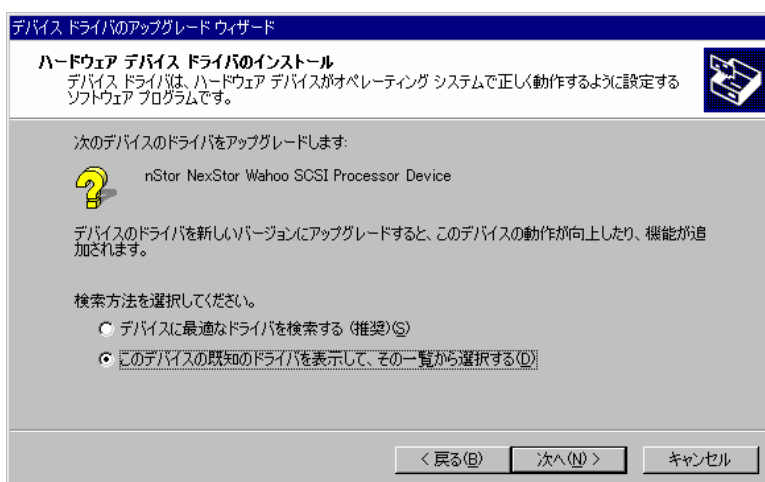 デバイス ドライバのアップグレード ウィザード
ハードウェア デバイス ドライバのインストール
デバイス ドライバは、ハードウェア デバイスがオペレーティング システムで正しく動作するように設定する
ソフトウェア プログラムです。
次のデバイスのドライバをアップグレードします:
nStor NexStor Wahoo SCSI Processor Device
デバイスのドライバを新しいバージョンにアップグレードすると、このデバイスの動作が向上したり、機能が追
加されます。
検索方法を選択してください。
デバイスに最適なドライバを検索する (推奨)(S)
このデバイスの既知のドライバを表示して、その一覧から選択する(D)
< 戻る(B)
次へ(N) >
キャンセル